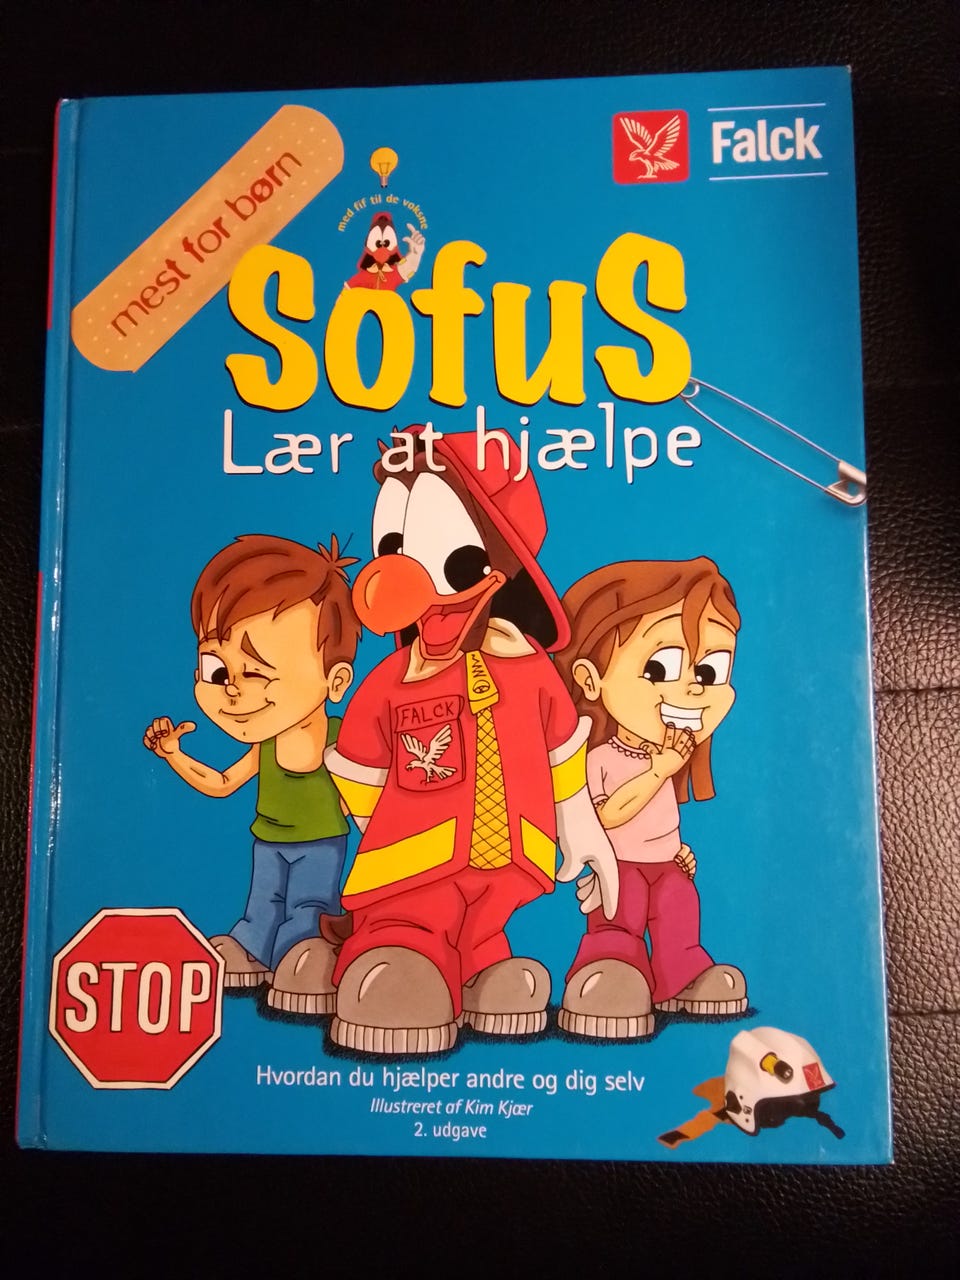 mest for børn
Falck
med fif til de voksne
Sofus
Lær at hjælpe
FALCK
STOP
Hvordan du hjælper andre og dig selv
Illustreret af Kim Kjær
2. udgave